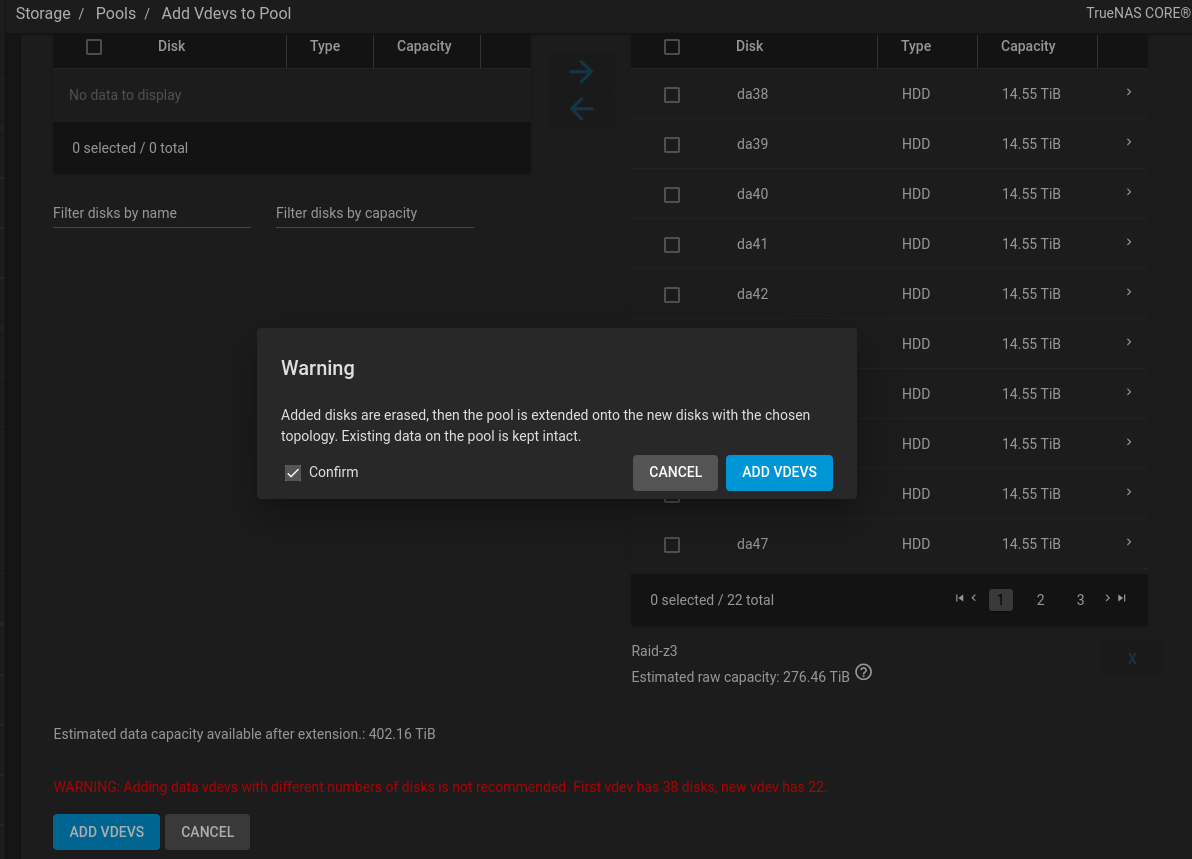 Storage / Pools / Add Vdevs to Pool
TrueNAS CORE®
Disk Type Capacity
No data to display
0 selected / 0 total
Filter disks by name Filter disks by capacity
Disk Type Capacity
da38 HDD 14.55 TiB
da39 HDD 14.55 TiB
da40 HDD 14.55 TiB
da41 HDD 14.55 TiB
da42 HDD 14.55 TiB
HDD 14.55 TiB
HDD 14.55 TiB
HDD 14.55 TiB
HDD 14.55 TiB
da47 HDD 14.55 TiB
0 selected / 22 total
1 2 3
Warning
Added disks are erased, then the pool is extended onto the new disks with the chosen
topology. Existing data on the pool is kept intact.
Confirm
CANCEL ADD VDEVS
Raid-z3
Estimated raw capacity: 276.46 TiB ?
X
Estimated data capacity available after extension.: 402.16 TiB
WARNING: Adding data vdevs with different numbers of disks is not recommended. First vdev has 38 disks, new vdev has 22.
ADD VDEVS CANCEL